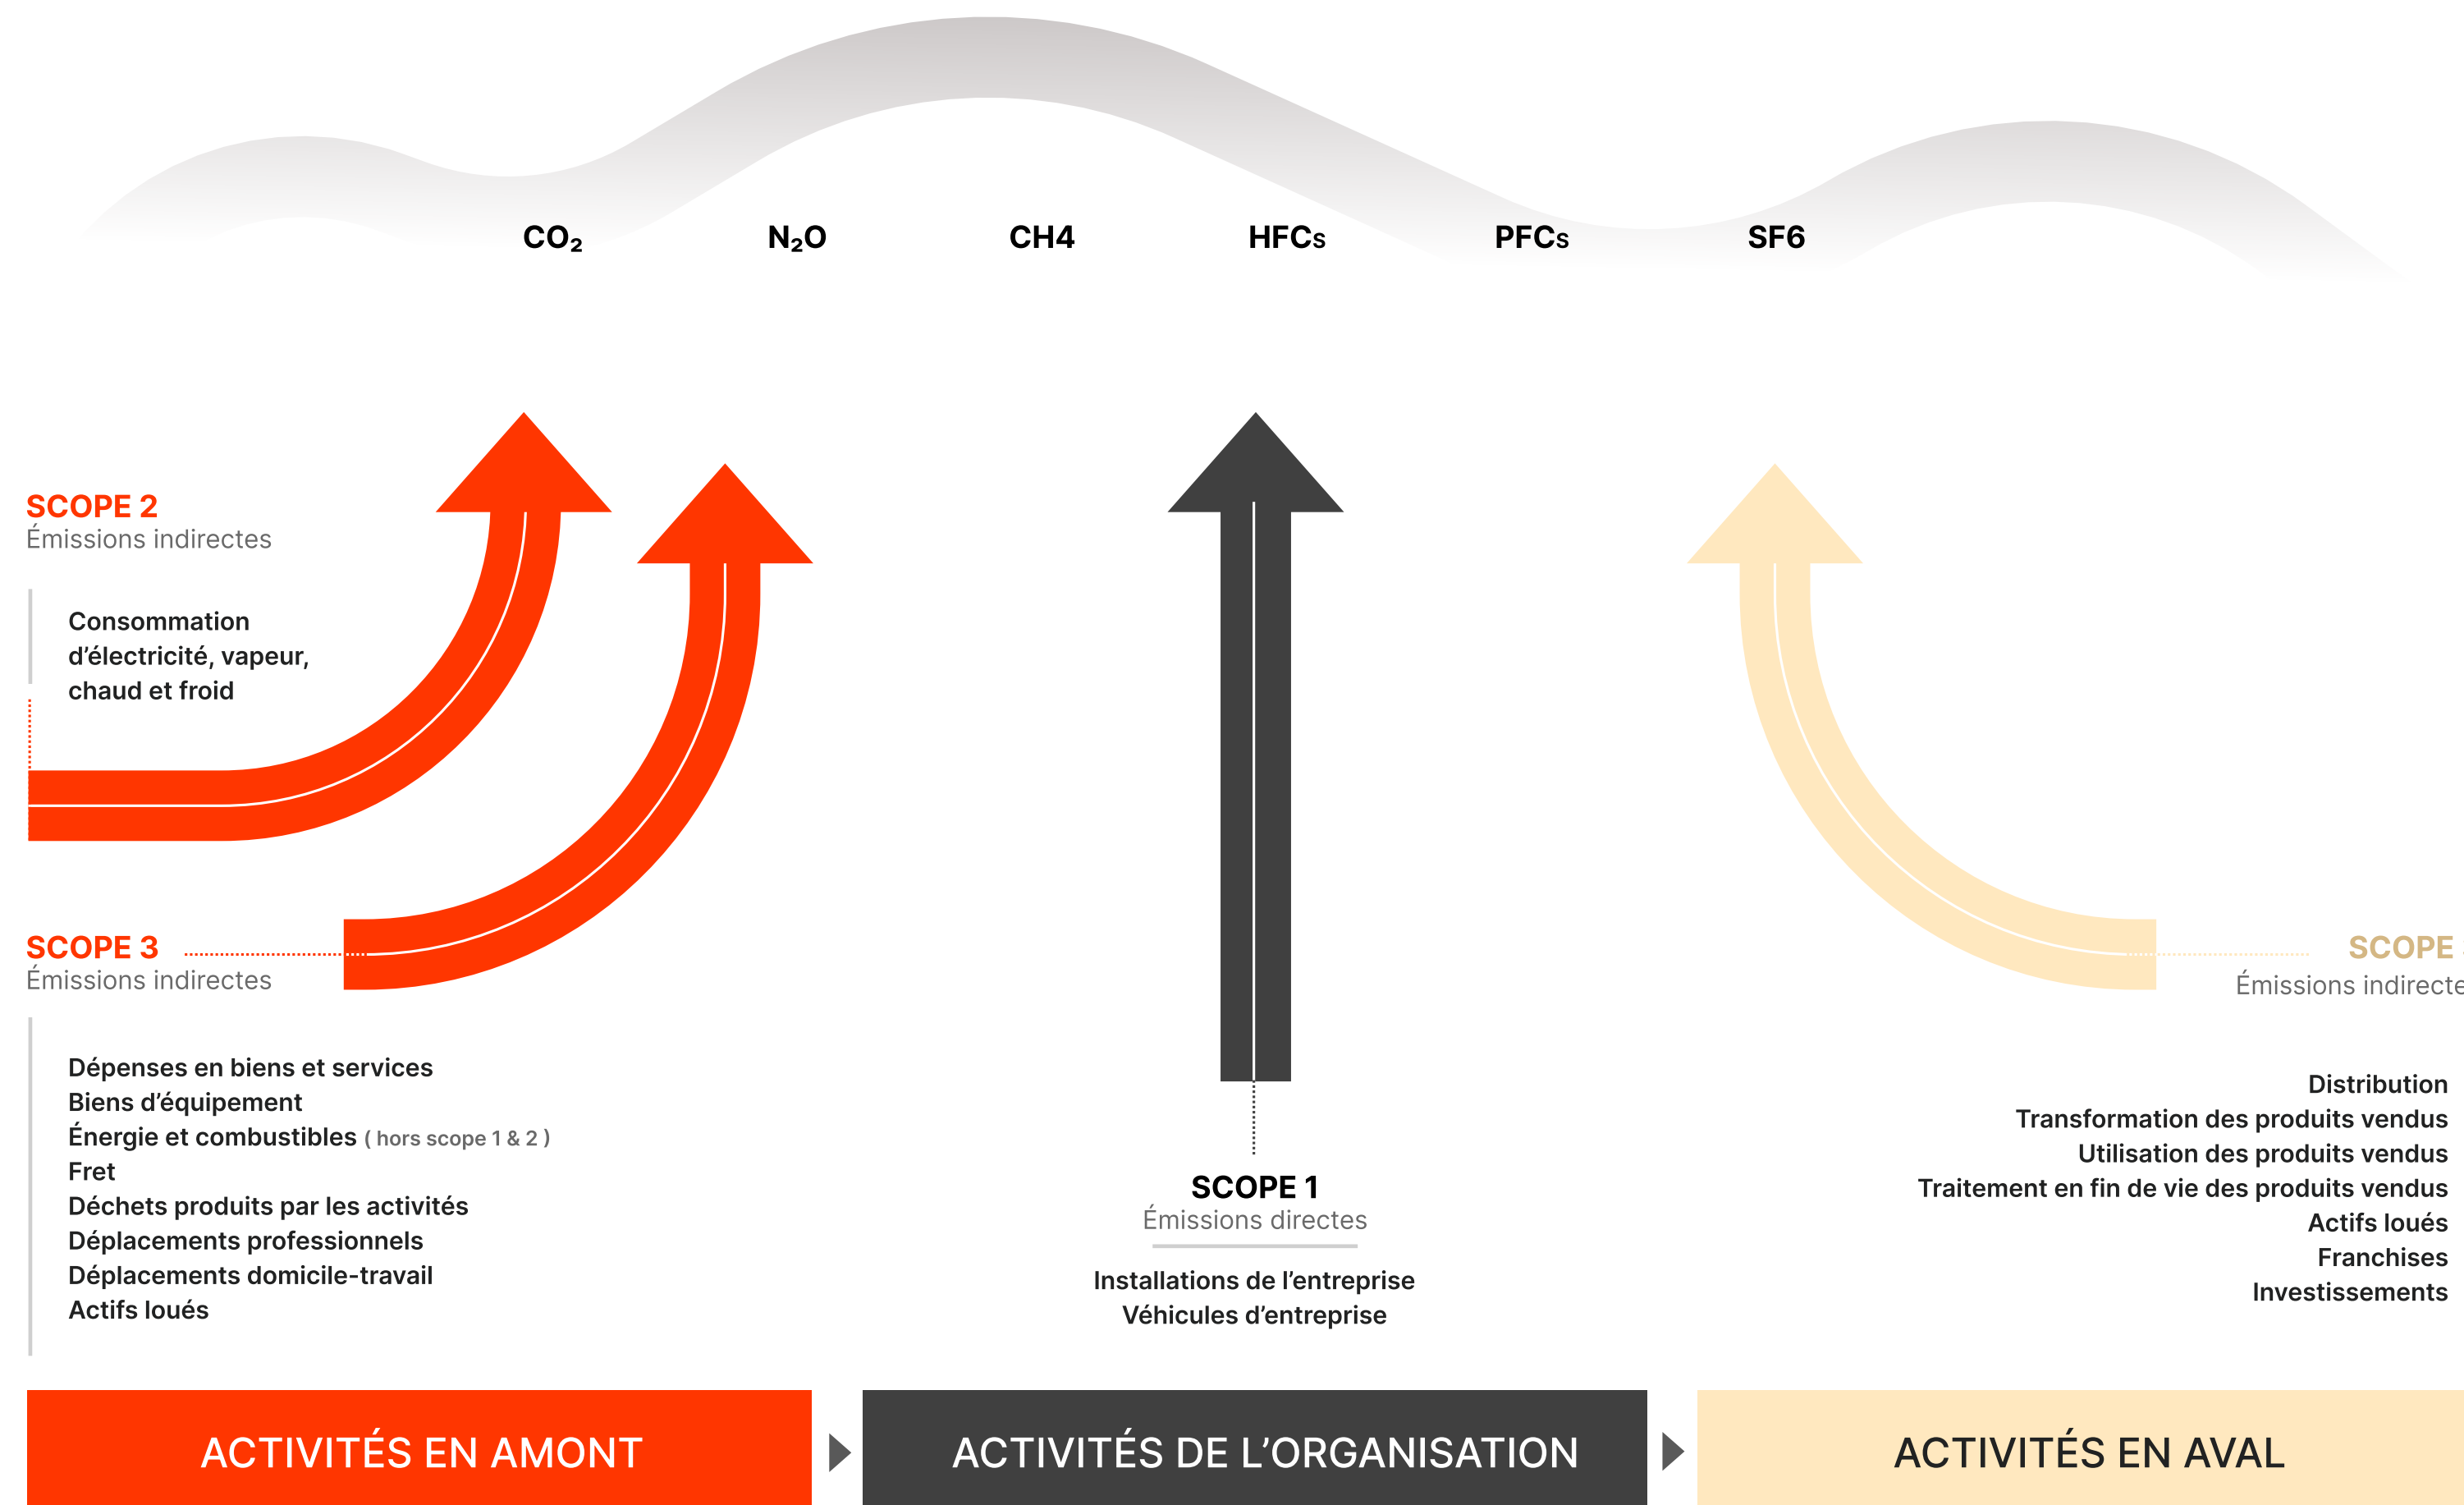 CO₂ N₂O CH4 HFCs PFCs SF6
SCOPE 2
Émissions indirectes
Consommation
d’électricité, vapeur,
chaud et froid
SCOPE 3
Émissions indirectes
Dépenses en biens et services
Biens d’équipement
Énergie et combustibles ( hors scope 1 & 2 )
Fret
Déchets produits par les activités
Déplacements professionnels
Déplacements domicile-travail
Actifs loués
SCOPE 1
Émissions directes
Installations de l’entreprise
Véhicules d’entreprise
SCOPE
Émissions indirecte
Distribution
Transformation des produits vendus
Utilisation des produits vendus
Traitement en fin de vie des produits vendus
Actifs loués
Franchises
Investissements
ACTIVITÉS EN AMONT
ACTIVITÉS DE L’ORGANISATION
ACTIVITÉS EN AVAL